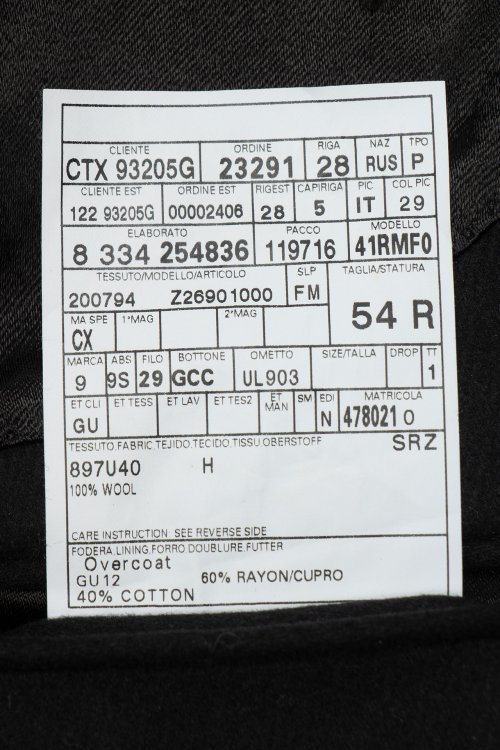 CLIENTE ORDINE RIGA NAZ TPO
CTX 93205G 23291 28 RUS P
CLIENTE EST ORDINE EST RIGEST CAPIRIGA PIC COL PIC
122 93205G 00002406 28 5 IT 29
ELABORATO PACCO MODELLO
8 334 254836 119716 41RMF0
TESSUTO/MODELLO/ARTICOLO SLP TAGLIA/STATURA
200794 Z26901000 FM 54 R
MA SPE 1ªMAG 2ªMAG
CX
MARCA ABS FILO BOTTONE OMETTO SIZE/TALLA DROP TT
9 9S 29 GCC UL903 1
ET CLI ET TESS ET LAV ET TES2 ET MAN SM EDI MATRICOLA
GU N 478021 0
TESSUTO.FABRIC.TEJIDO.TECIDO.TISSU.OBERSTOFF SRZ
897U40 H
100% WOOL
CARE INSTRUCTION SEE REVERSE SIDE
FODERA.LINING.FORRO DOUBLURE.FUTTER
Overcoat
GU12 60% RAYON/CUPRO
40% COTTON